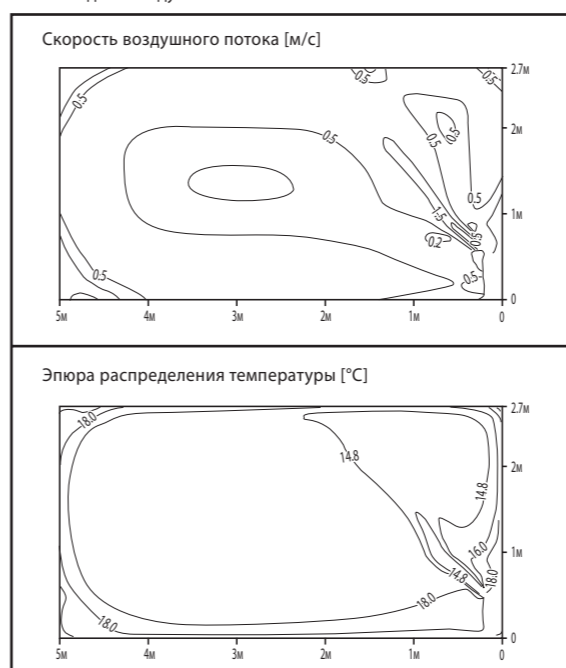 Скорость воздушного потока [м/с]
0.5 0.5 0.5 2.7м
0.5 0.5 0.5 2м
1.5 0.5 1м
0.2 0.5
0.5 0.5 0
5м 4м 3м 2м 1м 0
Эпюра распределения температуры [°C]
18.0 2.7м
14.8 2м
14.8
16.0 1м
14.8 18.0
18.0 18.0 0
5м 4м 3м 2м 1м 0